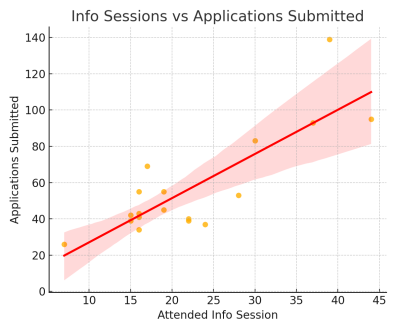 Info Sessions vs Applications Submitted
140
120
100
80
60
40
20
0
Applications Submitted
10 15 20 25 30 35 40 45
Attended Info Session